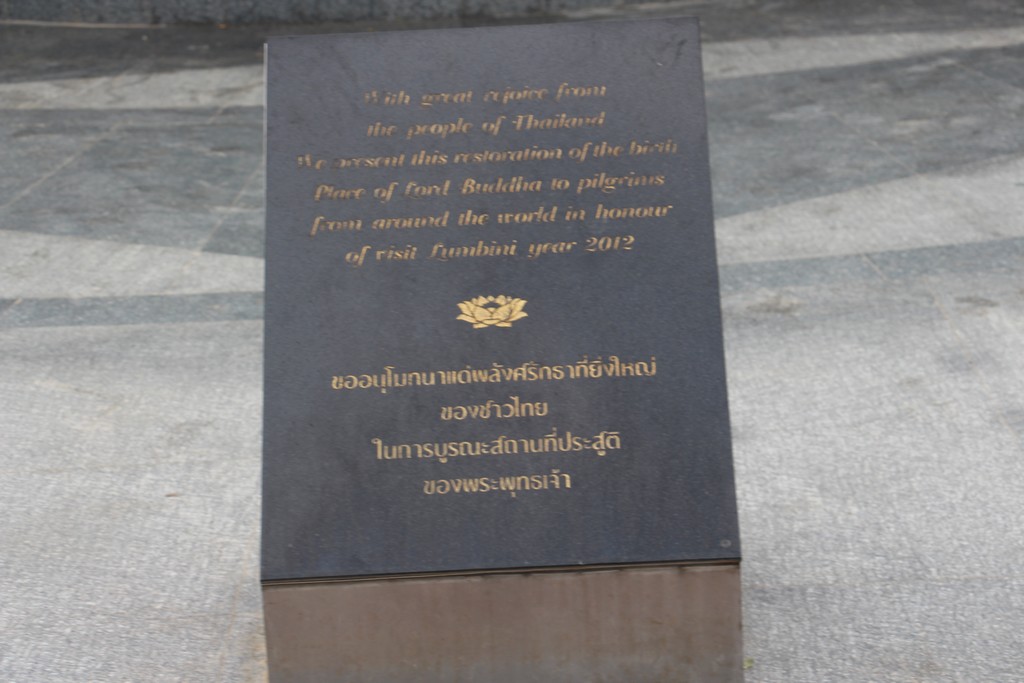 With great rejoice from
the people of Thailand
We present this restoration of the birth
Place of Lord Buddha to pilgrims
from around the world in honour
of visit Lumbini year 2012
ขออนุโมทนาแด่พลังศรัทธาที่ยิ่งใหญ่
ของชาวไทย
ในการบูรณะสถานที่ประสูติ
ของพระพุทธเจ้า